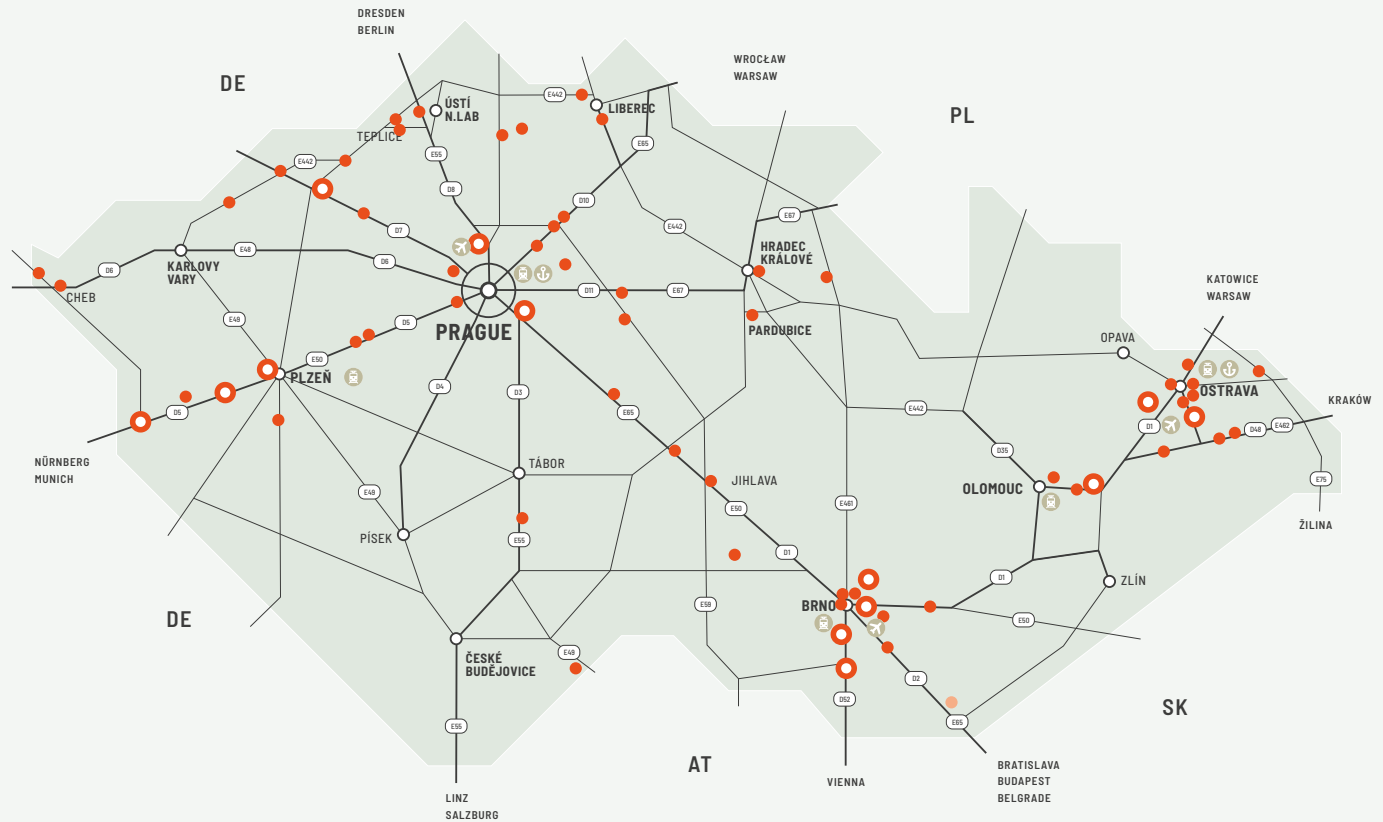 DRESDEN
BERLIN
WROCŁAW
WARSAW
DE
PL
E442
ÚSTÍ
N.LAB
LIBEREC
TEPLICE
E65
E55
E442
D8
D10
E67
D7
E442
HRADEC
KRÁLOVÉ
E48
D6
D6
KARLOVY
VARY
KATOWICE
WARSAW
CHEB
D11
E67
E49
D5
PRAGUE
PARDUBICE
OPAVA
E50
PLZEŇ
D4
D3
OSTRAVA
KRAKÓW
D5
E65
E442
D1
D48
E462
NÜRNBERG
MUNICH
D35
TÁBOR
JIHLAVA
OLOMOUC
E75
E49
E50
E461
ŽILINA
PÍSEK
E55
D1
D1
ZLÍN
DE
E59
BRNO
E50
ČESKÉ
BUDĚJOVICE
E49
D2
D52
SK
E55
E65
AT
VIENNA
BRATISLAVA
BUDAPEST
BELGRADE
LINZ
SALZBURG